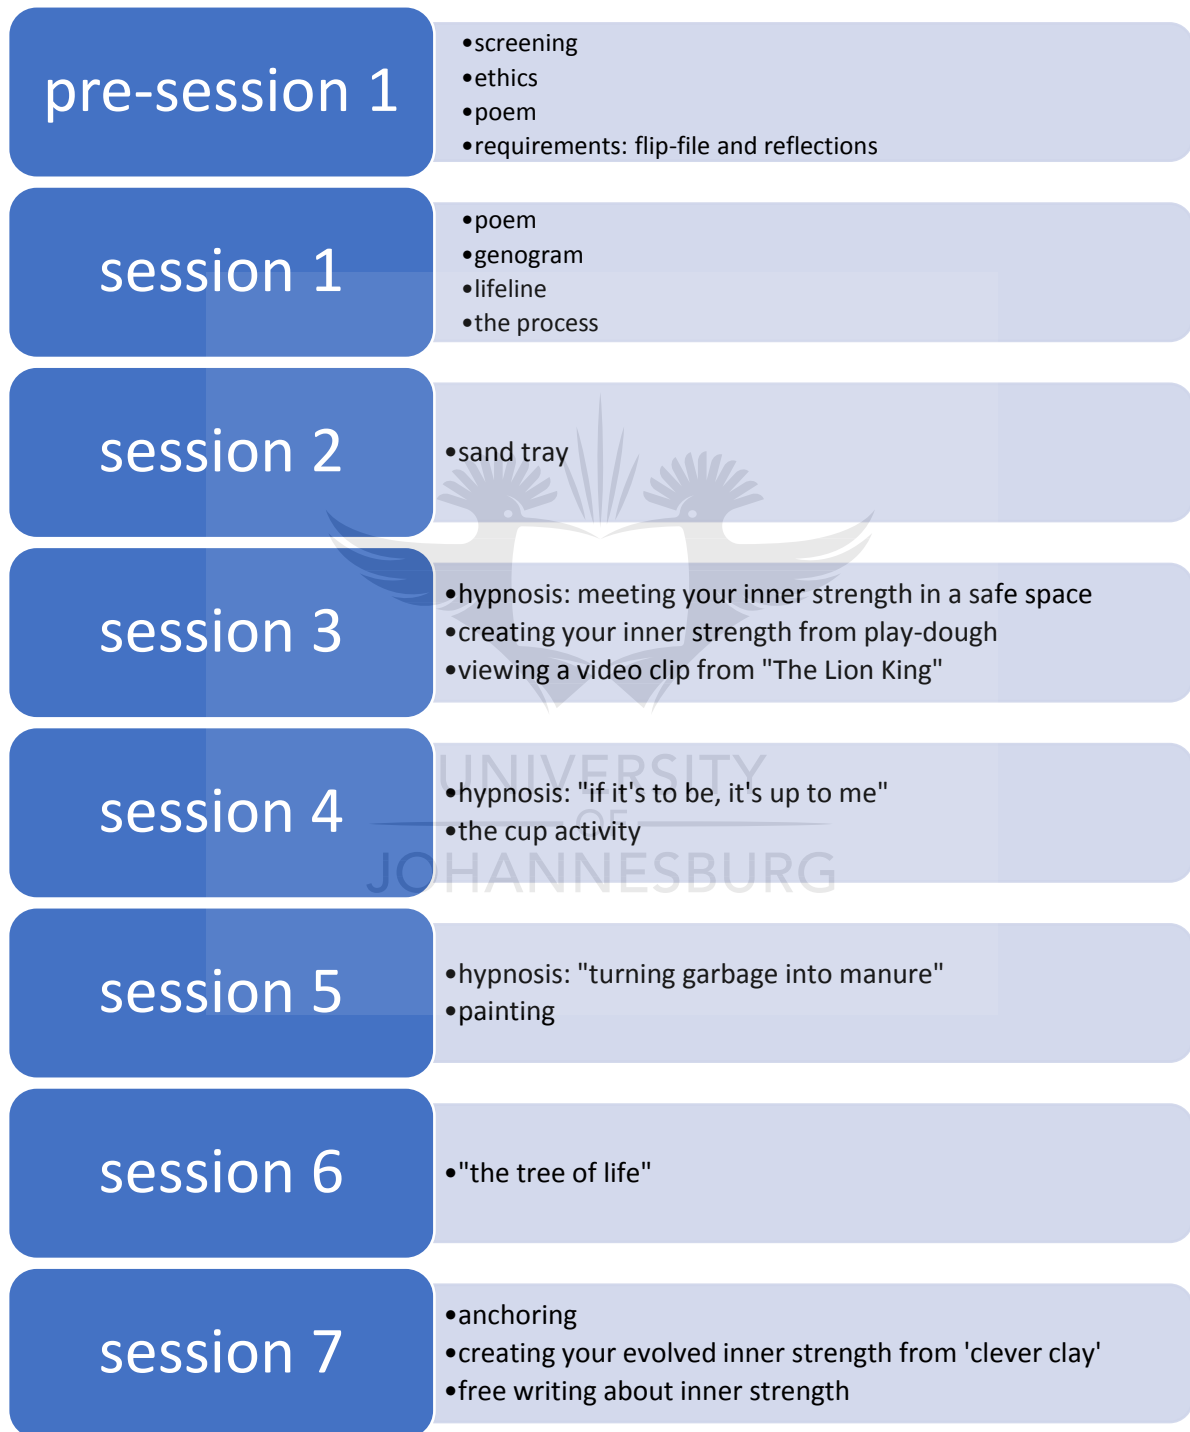 pre-session 1
•screening
•ethics
•poem
•requirements: flip-file and reflections
session 1
•poem
•genogram
•lifeline
•the process
session 2
•sand tray
session 3
•hypnosis: meeting your inner strength in a safe space
•creating your inner strength from play-dough
•viewing a video clip from "The Lion King"
session 4
•hypnosis: "if it's to be, it's up to me"
•the cup activity
UNIVERSITY
OF
JOHANNESBURG
session 5
•hypnosis: "turning garbage into manure"
•painting
session 6
•"the tree of life"
session 7
•anchoring
•creating your evolved inner strength from 'clever clay'
•free writing about inner strength